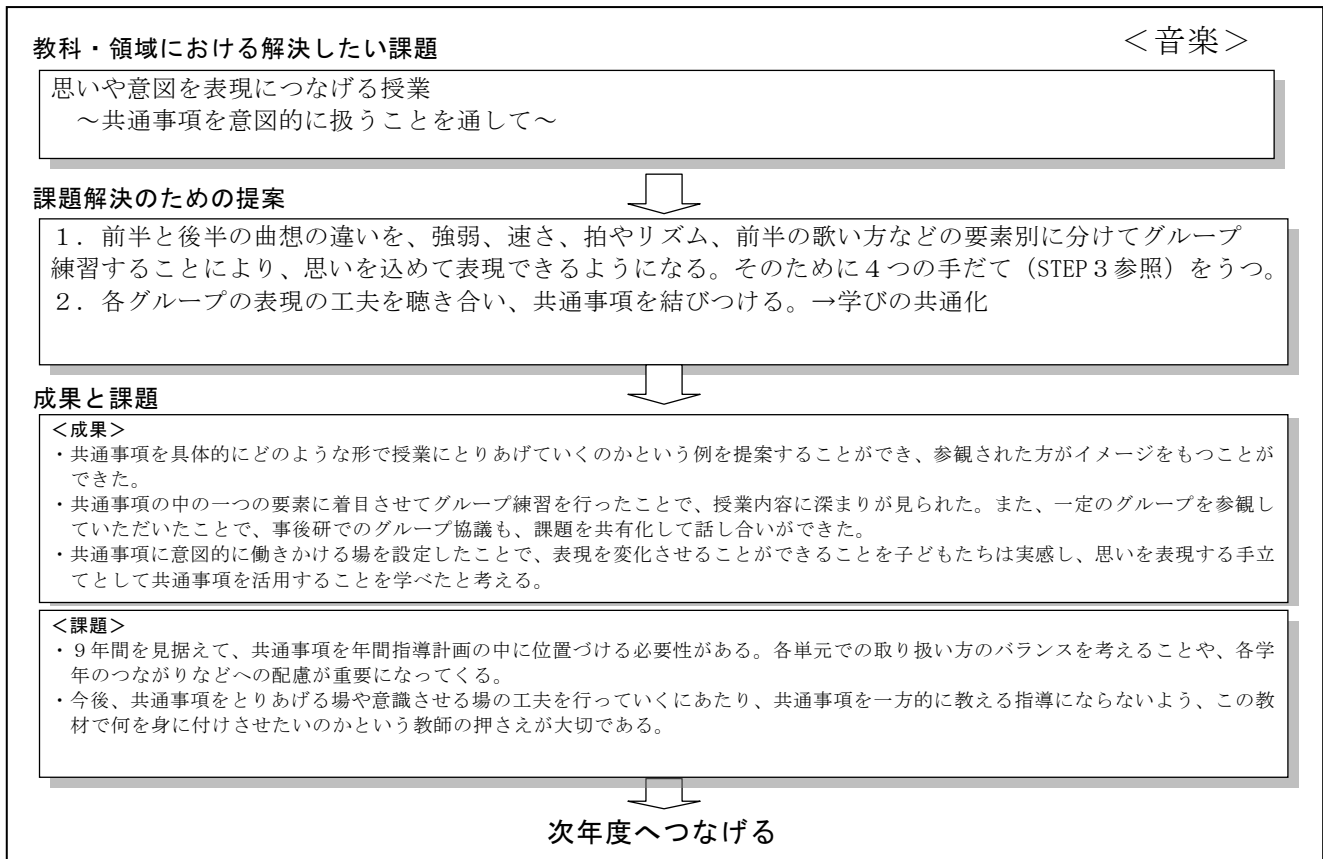 教科・領域における解決したい課題
＜音楽＞
思いや意図を表現につなげる授業
～共通事項を意図的に扱うことを通して～
課題解決のための提案
１．前半と後半の曲想の違いを、強弱、速さ、拍やリズム、前半の歌い方などの要素別に分けてグループ
練習することにより、思いを込めて表現できるようになる。そのために４つの手だて（STEP３参照）をうつ。
２．各グループの表現の工夫を聴き合い、共通事項を結びつける。→学びの共通化
成果と課題
＜成果＞
・共通事項を具体的にどのような形で授業にとりあげていくのかという例を提案することができ、参観された方がイメージをもつことが
できた。
・共通事項の中の一つの要素に着目させてグループ練習を行ったことで、授業内容に深まりが見られた。また、一定のグループを参観し
ていただいたことで、事後研でのグループ協議も、課題を共有化して話し合いができた。
・共通事項に意図的に働きかける場を設定したことで、表現を変化させることができることを子どもたちは実感し、思いを表現する手立
てとして共通事項を活用することを学べたと考える。
＜課題＞
・９年間を見据えて、共通事項を年間指導計画の中に位置づける必要性がある。各単元での取り扱い方のバランスを考えることや、各学
年のつながりなどへの配慮が重要になってくる。
・今後、共通事項をとりあげる場や意識させる場の工夫を行っていくにあたり、共通事項を一方的に教える指導にならないよう、この教
材で何を身に付けさせたいのかという教師の押さえが大切である。
次年度へつなげる